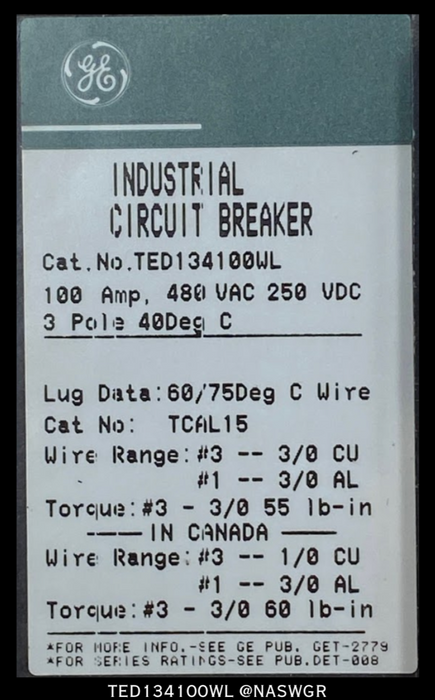 GE
INDUSTRIAL
CIRCUIT BREAKER
Cat.No.TED134100WL
100 Amp, 480 VAC 250 VDC
3 Pole 40Deg C
Lug Data:60/75Deg C Wire
Cat No: TCAL15
Wire Range:#3 -- 3/0 CU
#1 -- 3/0 AL
Torque:#3 - 3/0 55 lb-in
---- IN CANADA ----
Wire Range:#3 -- 1/0 CU
#1 -- 3/0 AL
Torque:#3 - 3/0 60 lb-in
*FOR MORE INFO.-SEE GE PUB. GET-2779
*FOR SERIES RATINGS-SEE PUB.DET-008
TED134100WL @NASWGR